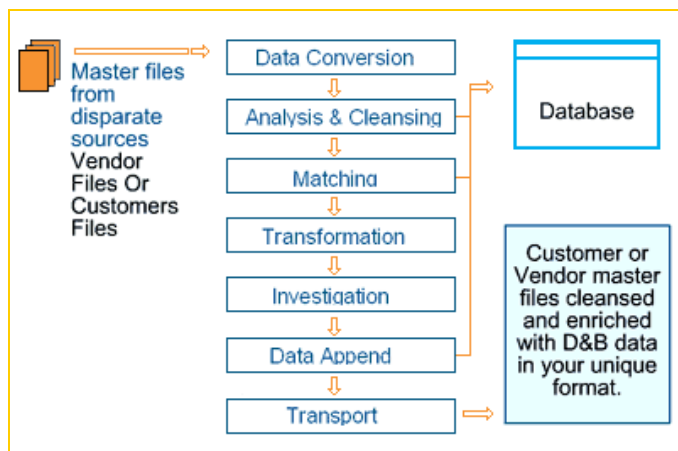 Master files
from
disparate
sources
Vendor
Files Or
Customers
Files
Data Conversion
Analysis & Cleansing
Matching
Transformation
Investigation
Data Append
Transport
Database
Customer or
Vendor master
files cleansed
and enriched
with D&B data
in your unique
format.